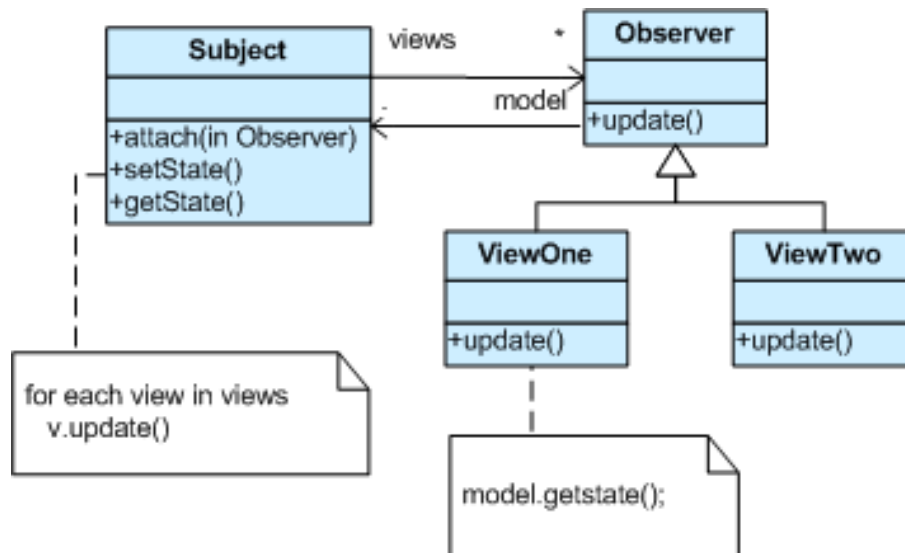 Subject
views
*
Observer
model
+attach(in Observer)
+setState()
+getState()
+update()
ViewOne
ViewTwo
+update()
+update()
for each view in views
v.update()
model.getstate();